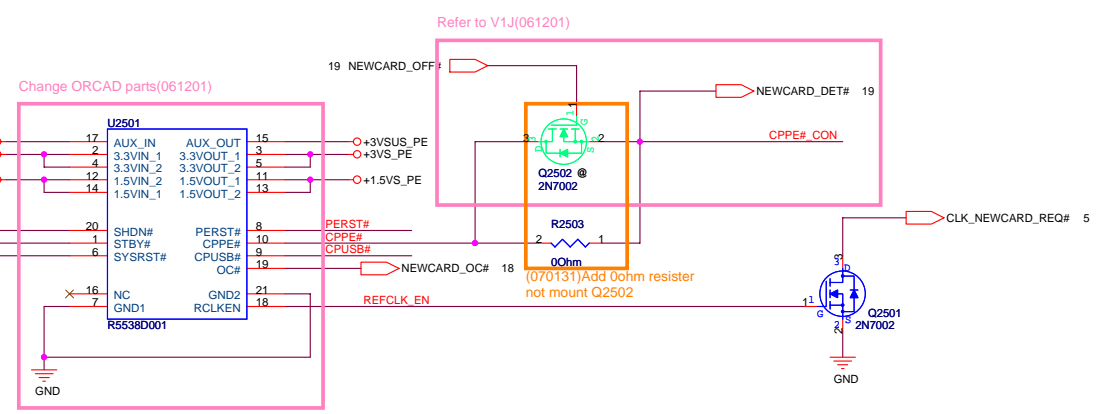 Refer to V1J(061201)
19 NEWCARD_OFF#
1
G
NEWCARD_DET# 19
Change ORCAD parts(061201)
U2501
17 AUX_IN AUX_OUT 15 +3VSUS_PE
2 3.3VIN_1 3.3VOUT_1 3 +3VS_PE
4 3.3VIN_2 3.3VOUT_2 5
12 1.5VIN_2 1.5VOUT_1 11 +1.5VS_PE
14 1.5VIN_1 1.5VOUT_2 13
3 D S 2 CPPE#_CON
Q2502 @
2N7002
20 SHDN# PERST# 8 PERST#
1 STBY# CPPE# 10 CPPE#
6 SYSRST# CPUSB# 9 CPUSB#
OC# 19 NEWCARD_OC# 18
R2503
2 1
0Ohm
(070131)Add 0ohm resister
not mount Q2502
CLK_NEWCARD_REQ# 5
16 NC GND2 21
7 GND1 RCLKEN 18 REFCLK_EN
R5538D001
3
D
1
G
S
2
Q2501
2N7002
GND
GND